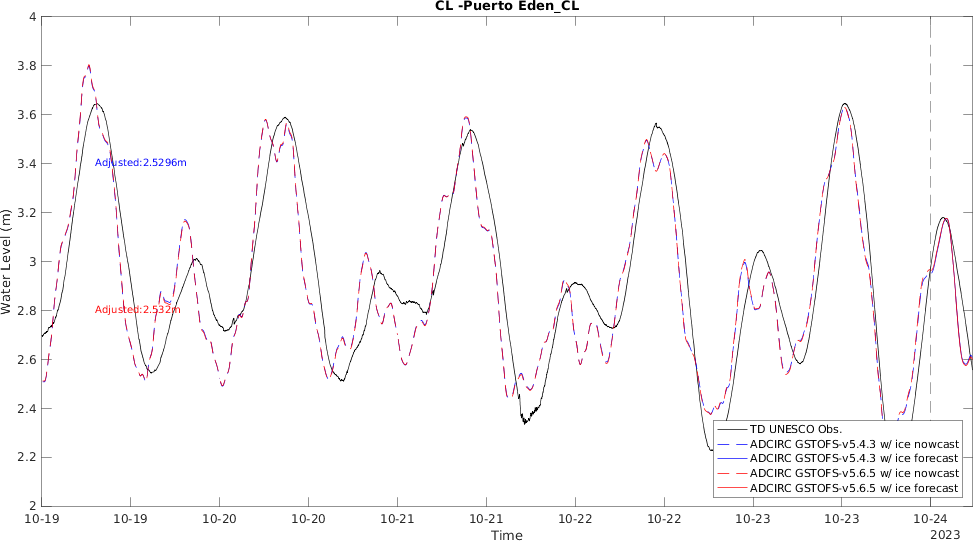 CL -Puerto Eden_CL
4
3.8
3.6
3.4
3.2
3
2.8
2.6
2.4
2.2
2
Water Level (m)
Adjusted:2.5296m
Adjusted:2.532m
TD UNESCO Obs.
ADCIRC GSTOFS-v5.4.3 w/ ice nowcast
ADCIRC GSTOFS-v5.4.3 w/ ice forecast
ADCIRC GSTOFS-v5.6.5 w/ ice nowcast
ADCIRC GSTOFS-v5.6.5 w/ ice forecast
10-19 10-19 10-20 10-20 10-21 10-21 10-22 10-22 10-23 10-23 10-24
2023
Time